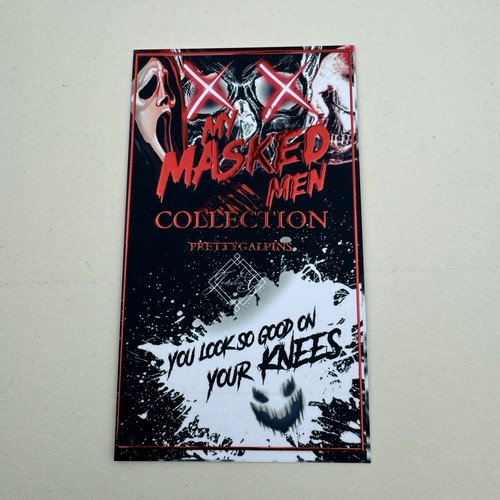 MY
MASKED
MEN
COLLECTION
PRETTYGALPINS
YOU LOOK SO GOOD ON
YOUR KNEES